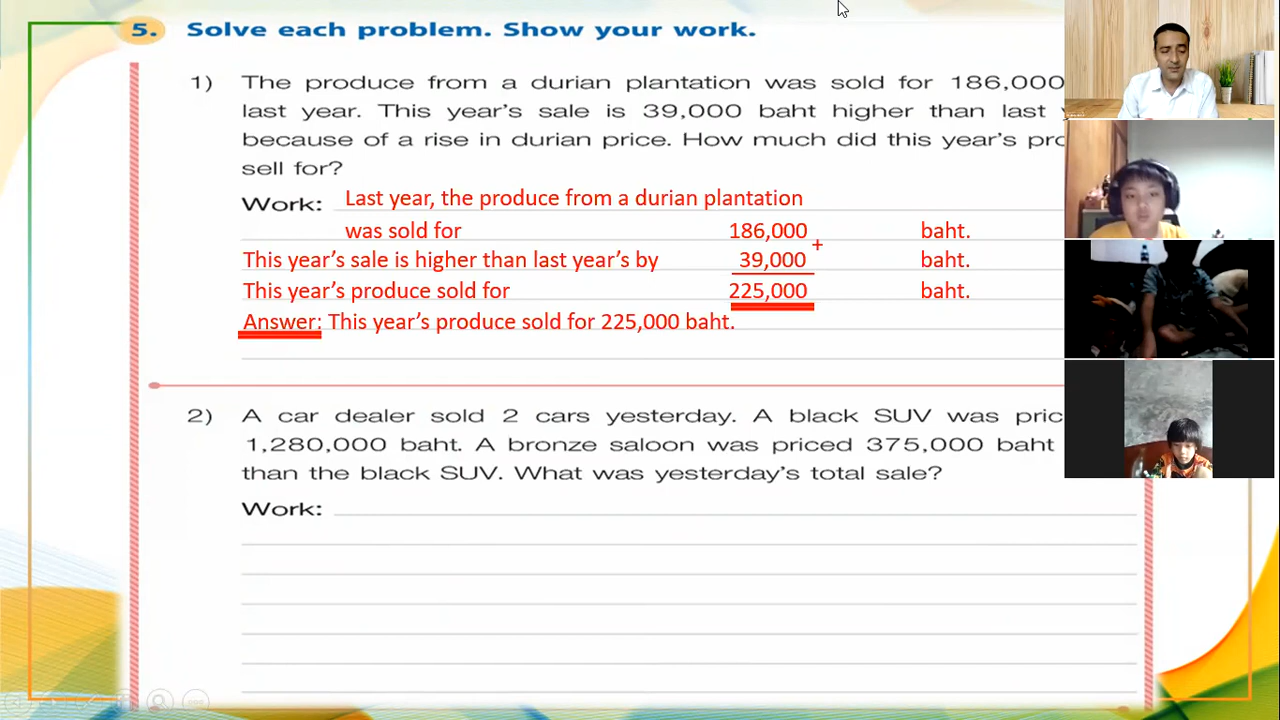 5. Solve each problem. Show your work.
1) The produce from a durian plantation was sold for 186,000
last year. This year's sale is 39,000 baht higher than last
because of a rise in durian price. How much did this year's
sell for?
Work: Last year, the produce from a durian plantation
was sold for 186,000 baht.
+
This year's sale is higher than last year's by 39,000 baht.
This year's produce sold for 225,000 baht.
Answer: This year's produce sold for 225,000 baht.
2) A car dealer sold 2 cars yesterday. A black SUV was
1,280,000 baht. A bronze saloon was priced 375,000 baht
than the black SUV. What was yesterday's total sale?
Work: